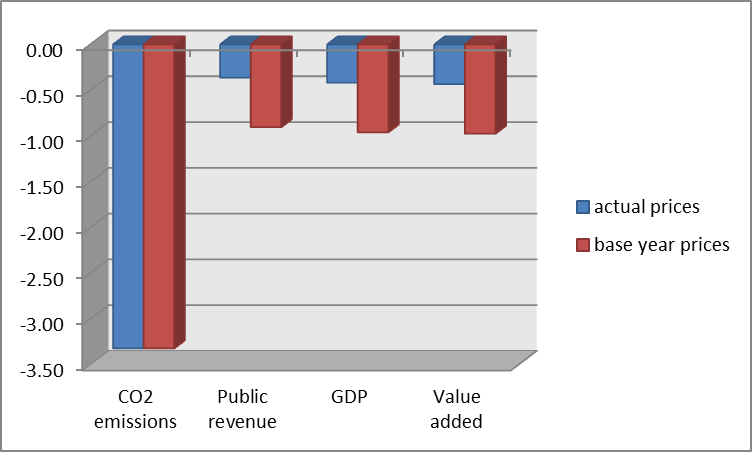 0.00
-0.50
-1.00
-1.50
-2.00
-2.50
-3.00
-3.50
CO2
emissions
Public
revenue
GDP
Value
added
actual prices
base year prices